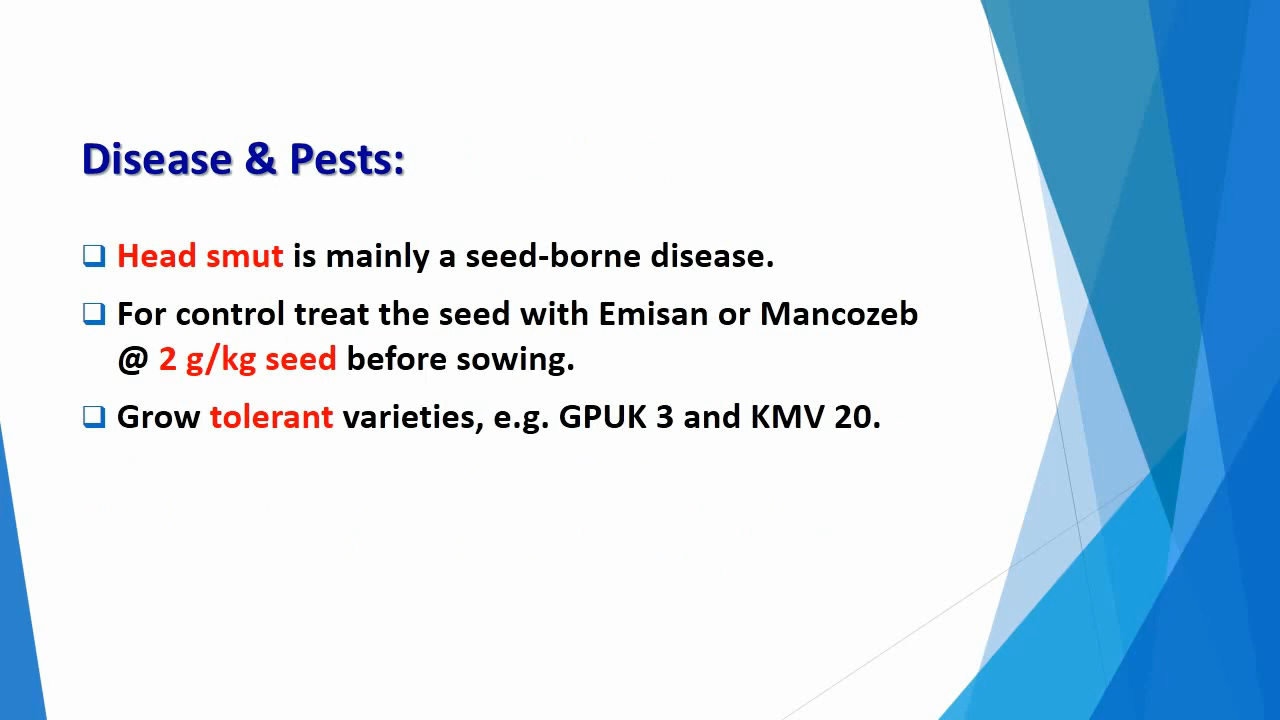 Disease & Pests:
Head smut is mainly a seed-borne disease.
For control treat the seed with Emisan or Mancozeb
@ 2 g/kg seed before sowing.
Grow tolerant varieties, e.g. GPUK 3 and KMV 20.